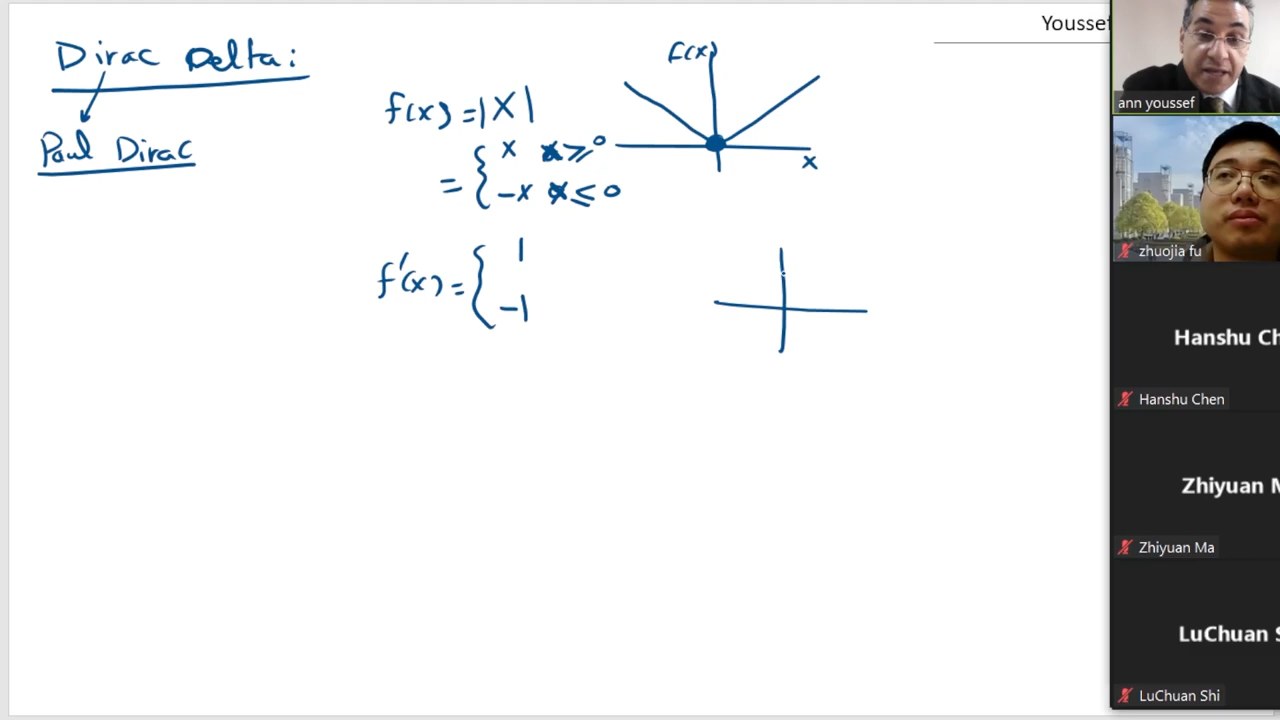 Dirac Delta:
Paul Dirac
f(x) = |x|
= { x x ≥ 0
-x x ≤ 0
f'(x) = { 1
-1
f(x)
x
Youssef
ann youssef
zhuojia fu
Hanshu Ch
Hanshu Chen
Zhiyuan M
Zhiyuan Ma
LuChuan S
LuChuan Shi